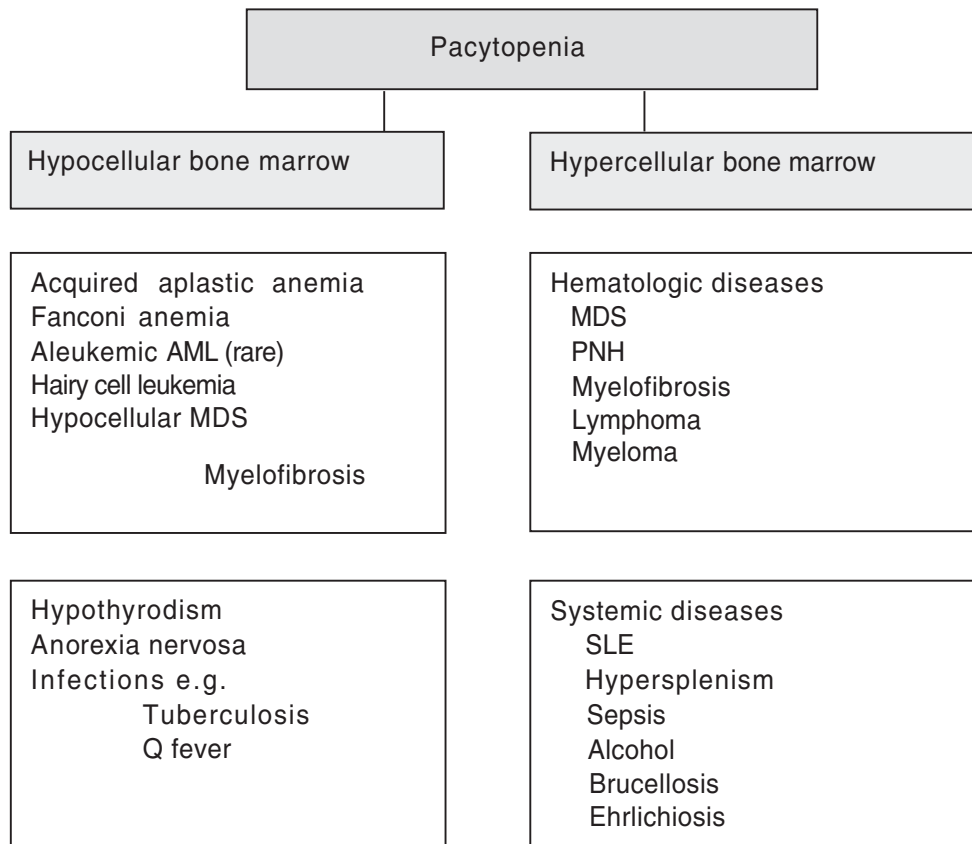 Pacytopenia
Hypocellular bone marrow
Acquired aplastic anemia
Fanconi anemia
Aleukemic AML (rare)
Hairy cell leukemia
Hypocellular MDS
Myelofibrosis
Hypothyrodism
Anorexia nervosa
Infections e.g.
Tuberculosis
Q fever
Hypercellular bone marrow
Hematologic diseases
MDS
PNH
Myelofibrosis
Lymphoma
Myeloma
Systemic diseases
SLE
Hypersplenism
Sepsis
Alcohol
Brucellosis
Ehrlichiosis